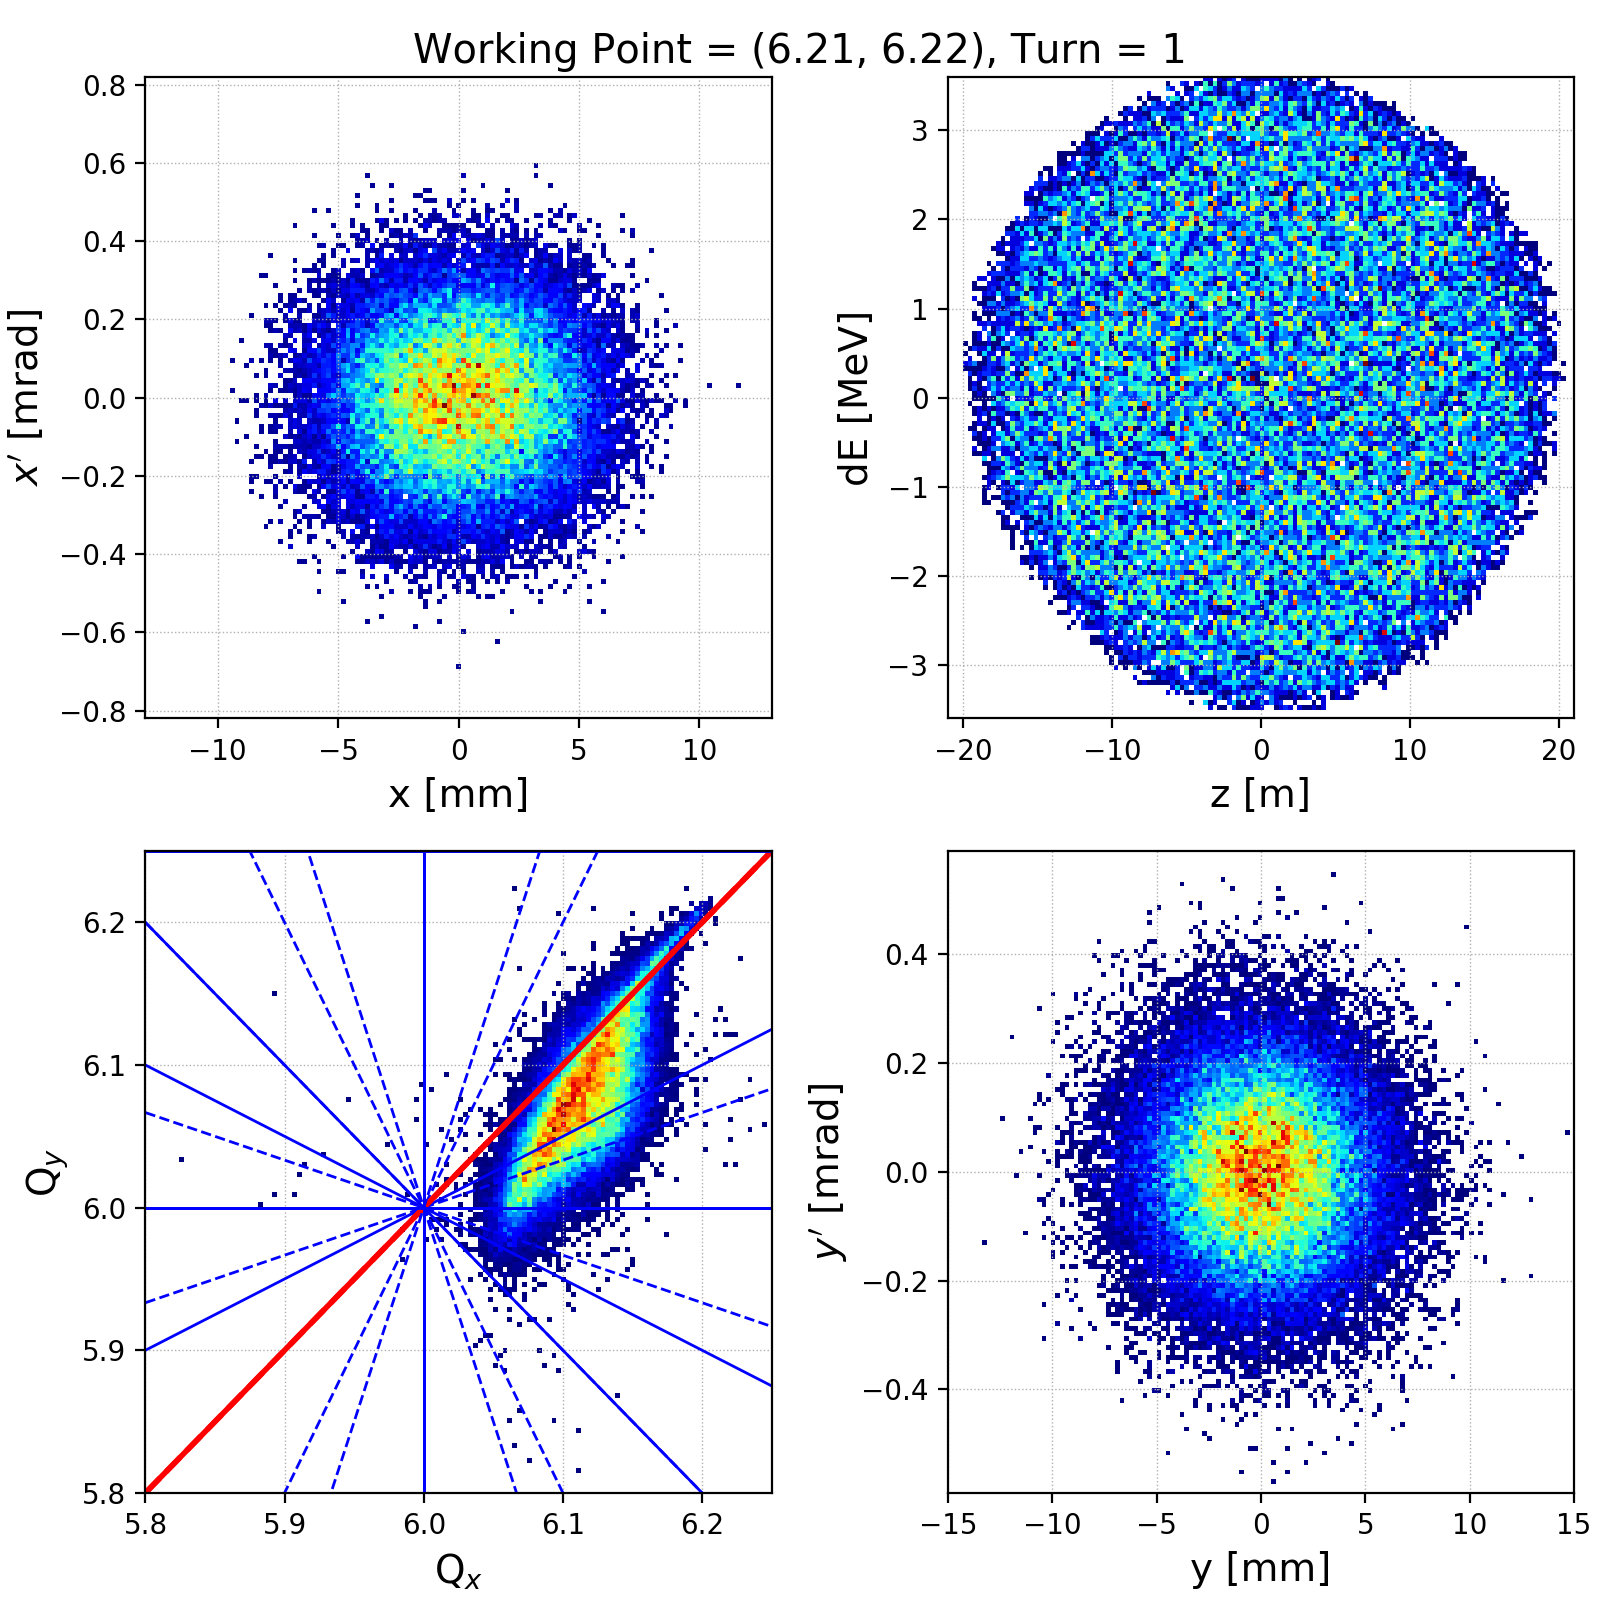 Working Point = (6.21, 6.22), Turn = 1
0.8
0.6
0.4
0.2
0.0
−0.2
−0.4
−0.6
−0.8
x′ [mrad]
−10 −5 0 5 10
x [mm]
3
2
1
0
−1
−2
−3
dE [MeV]
−20 −10 0 10 20
z [m]
6.2
6.1
6.0
5.9
5.8
Qy
5.8 5.9 6.0 6.1 6.2
Qx
0.4
0.2
0.0
−0.2
−0.4
y′ [mrad]
−15 −10 −5 0 5 10 15
y [mm]